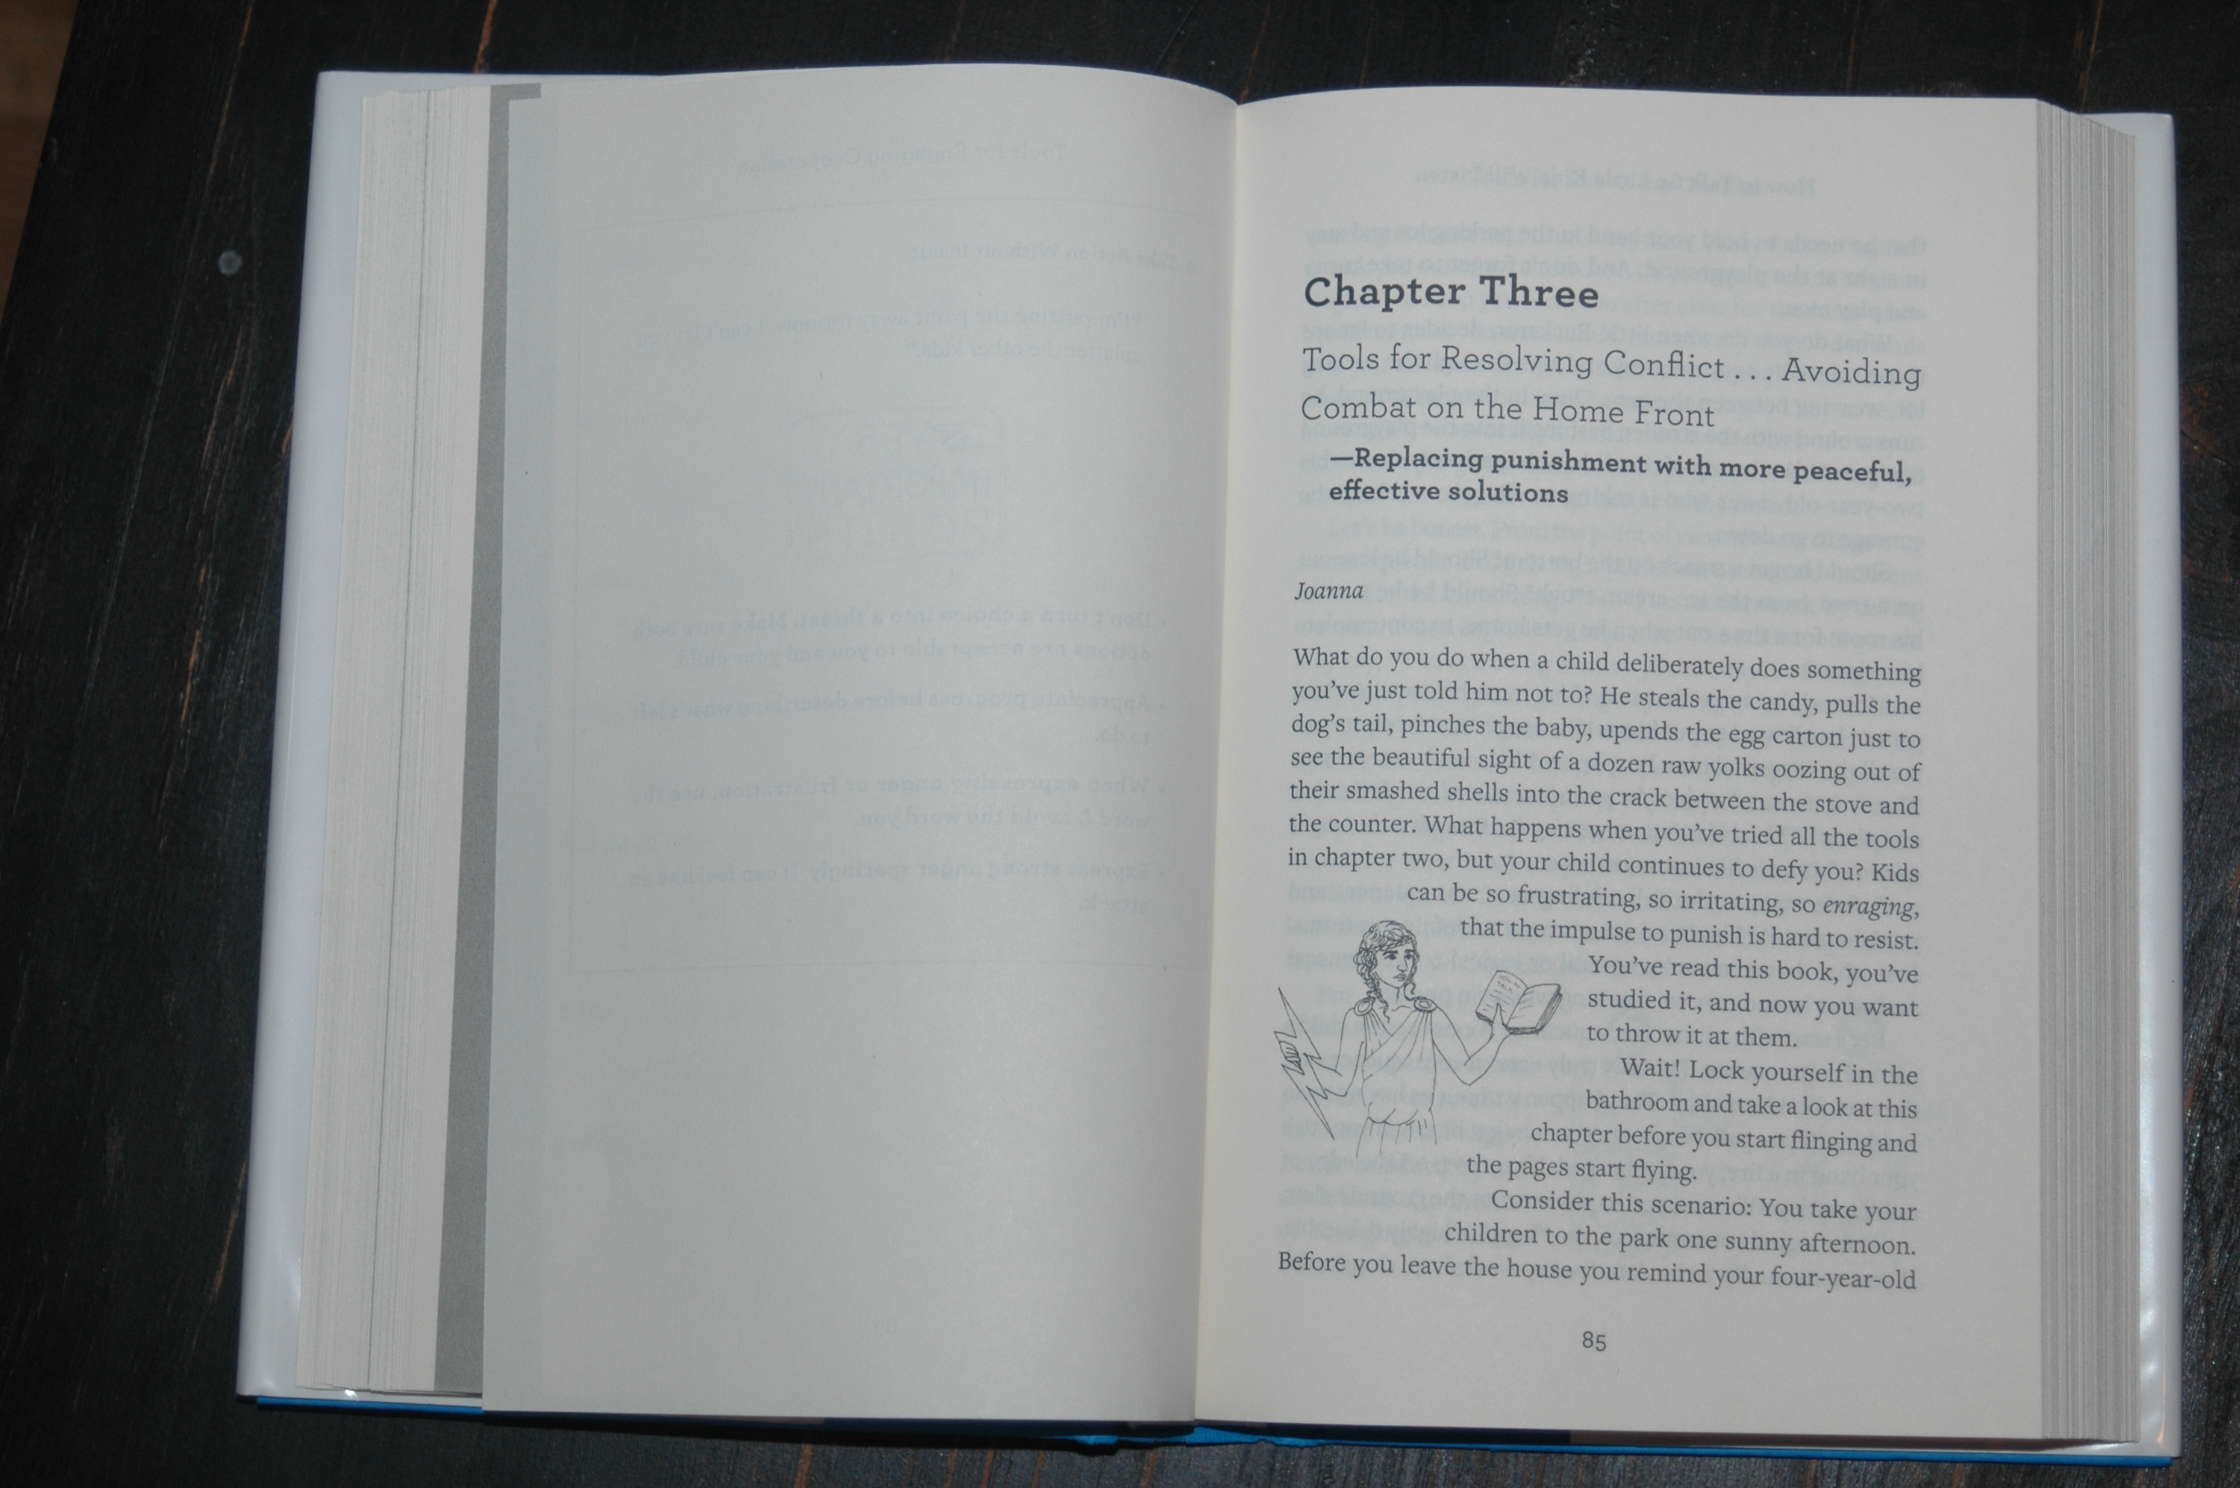 Chapter Three
Tools for Resolving Conflict . . . Avoiding
Combat on the Home Front
—Replacing punishment with more peaceful,
effective solutions
Joanna
What do you do when a child deliberately does something
you’ve just told him not to? He steals the candy, pulls the
dog’s tail, pinches the baby, upends the egg carton just to
see the beautiful sight of a dozen raw yolks oozing out of
their smashed shells into the crack between the stove and
the counter. What happens when you’ve tried all the tools
in chapter two, but your child continues to defy you? Kids
can be so frustrating, so irritating, so enraging,
that the impulse to punish is hard to resist.
You’ve read this book, you’ve
studied it, and now you want
to throw it at them.
Wait! Lock yourself in the
bathroom and take a look at this
chapter before you start flinging and
the pages start flying.
Consider this scenario: You take your
children to the park one sunny afternoon.
Before you leave the house you remind your four-year-old
85